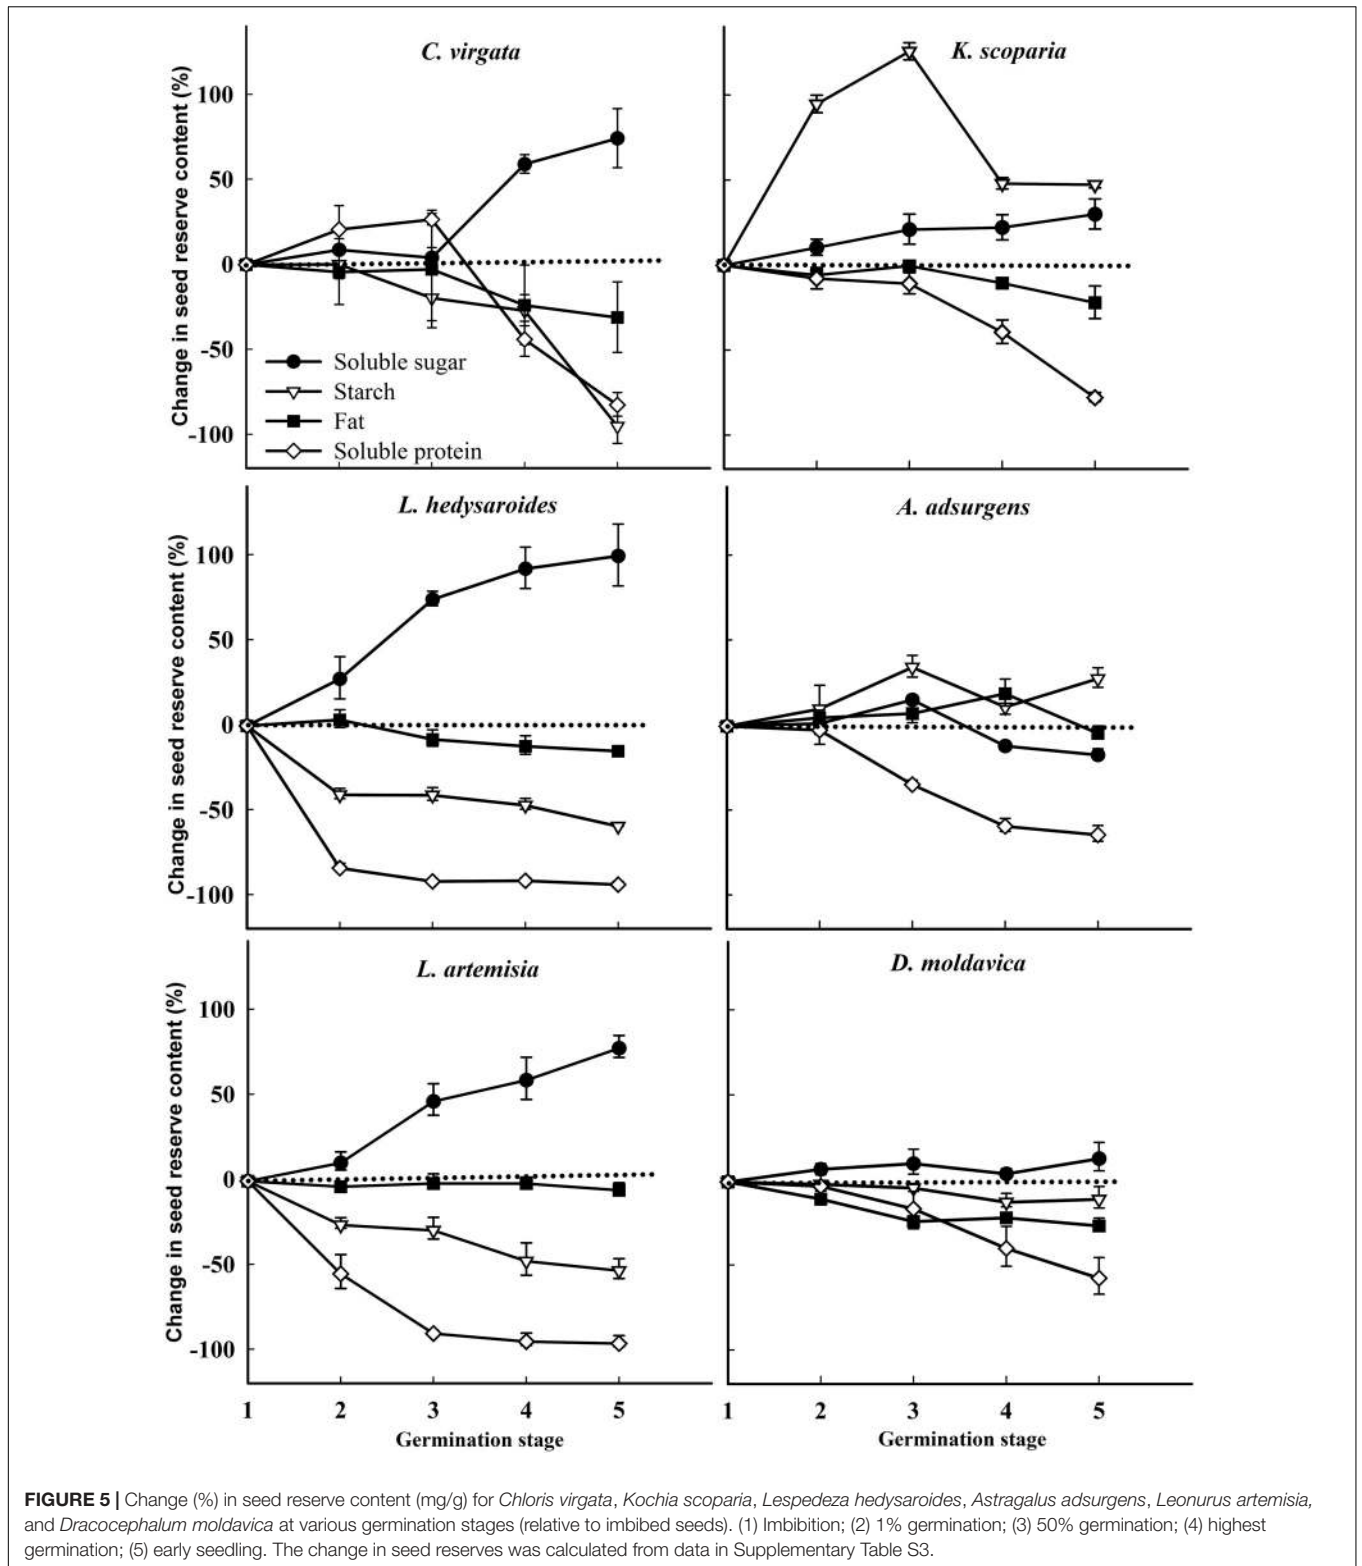 C. virgata
K. scoparia
Change in seed reserve content (%)
100
50
0
-50
-100
Soluble sugar
Starch
Fat
Soluble protein
L. hedysaroides
A. adsurgens
Change in seed reserve content (%)
100
50
0
-50
-100
L. artemisia
D. moldavica
Change in seed reserve content (%)
100
50
0
-50
-100
1 2 3 4 5
1 2 3 4 5
Germination stage
Germination stage
FIGURE 5 | Change (%) in seed reserve content (mg/g) for Chloris virgata, Kochia scoparia, Lespedeza hedysaroides, Astragalus adsurgens, Leonurus artemisia,
and Dracocephalum moldavica at various germination stages (relative to imbibed seeds). (1) Imbibition; (2) 1% germination; (3) 50% germination; (4) highest
germination; (5) early seedling. The change in seed reserves was calculated from data in Supplementary Table S3.